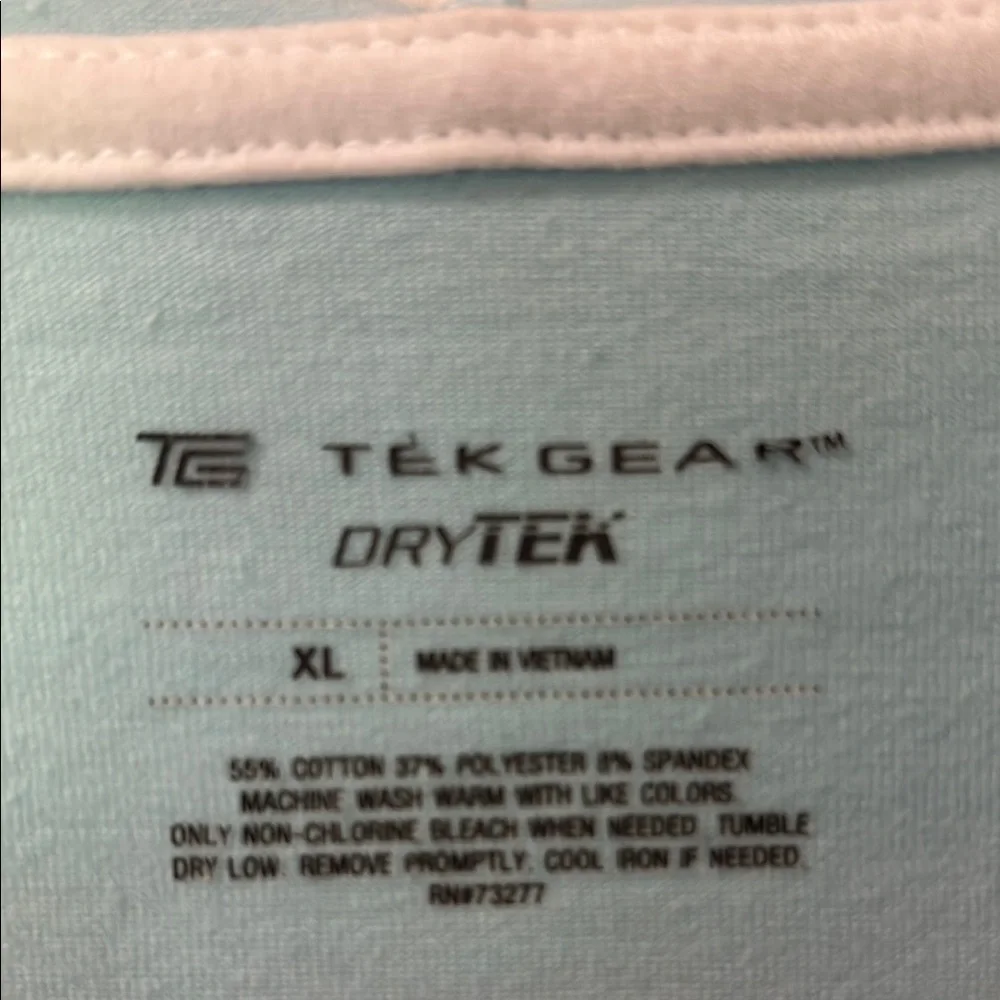 TG TÉK GEAR™
DRYTEK
XL MADE IN VIETNAM
55% COTTON 37% POLYESTER 8% SPANDEX
MACHINE WASH WARM WITH LIKE COLORS.
ONLY NON-CHLORINE BLEACH WHEN NEEDED. TUMBLE
DRY LOW. REMOVE PROMPTLY. COOL IRON IF NEEDED.
RN#73277